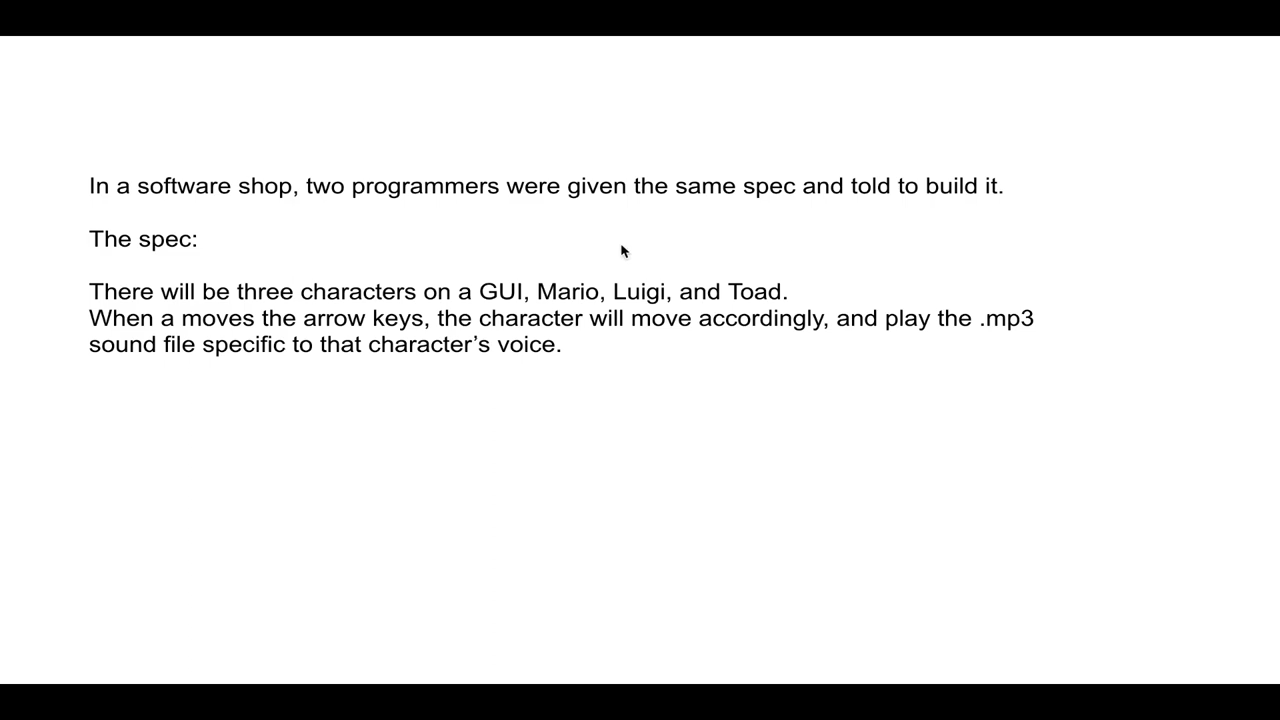 In a software shop, two programmers were given the same spec and told to build it.
The spec:
There will be three characters on a GUI, Mario, Luigi, and Toad.
When a moves the arrow keys, the character will move accordingly, and play the .mp3
sound file specific to that character’s voice.